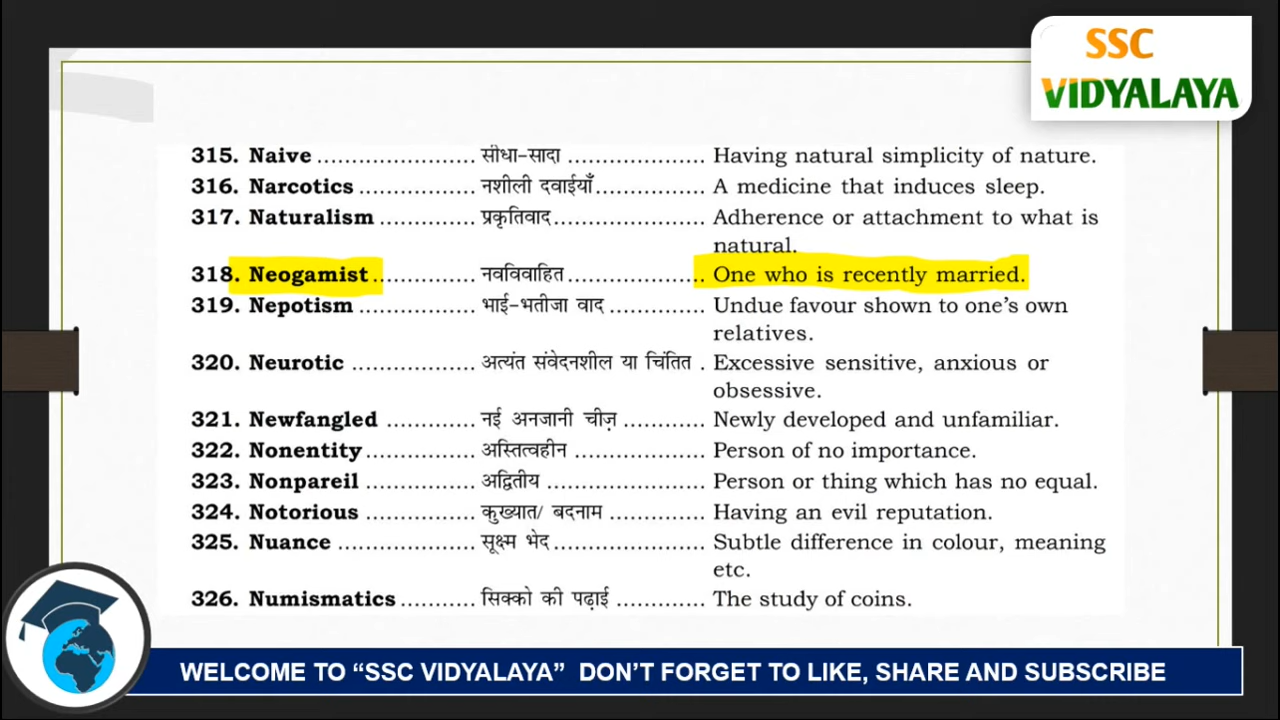 SSC
VIDYALAYA
315. Naive ........................ सीधा-सादा ..................... Having natural simplicity of nature.
316. Narcotics .................. नशीली दवाईयाँ................. A medicine that induces sleep.
317. Naturalism ............... प्रकृतिवाद....................... Adherence or attachment to what is
natural.
318. Neogamist ................ नवविवाहित ..................... One who is recently married.
319. Nepotism .................. भाई-भतीजा वाद .............. Undue favour shown to one's own
relatives.
320. Neurotic ................... अत्यंत संवेदनशील या चिंतित . Excessive sensitive, anxious or
obsessive.
321. Newfangled .............. नई अनजानी चीज़ ............ Newly developed and unfamiliar.
322. Nonentity ................. अस्तित्वहीन ................... Person of no importance.
323. Nonpareil ................. अद्वितीय ........................ Person or thing which has no equal.
324. Notorious ................. कुख्यात/ बदनाम .............. Having an evil reputation.
325. Nuance ..................... सूक्ष्म भेद....................... Subtle difference in colour, meaning
etc.
326. Numismatics ............ सिक्को की पढ़ाई ............. The study of coins.
WELCOME TO “SSC VIDYALAYA” DON'T FORGET TO LIKE, SHARE AND SUBSCRIBE